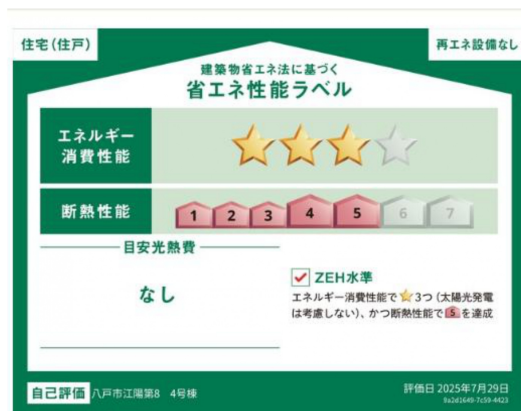 住宅(住戸)
再エネ設備なし
建築物省エネ法に基づく
省エネ性能ラベル
エネルギー
消費性能
断熱性能
1 2 3 4 5 6 7
目安光熱費
なし
ZEH水準
エネルギー消費性能で⭐3つ(太陽光発電
は考慮しない)、かつ断熱性能で5を達成
自己評価 八戸市江陽第8 4号棟
評価日 2025年7月29日
9a2d1649-7c59-4423